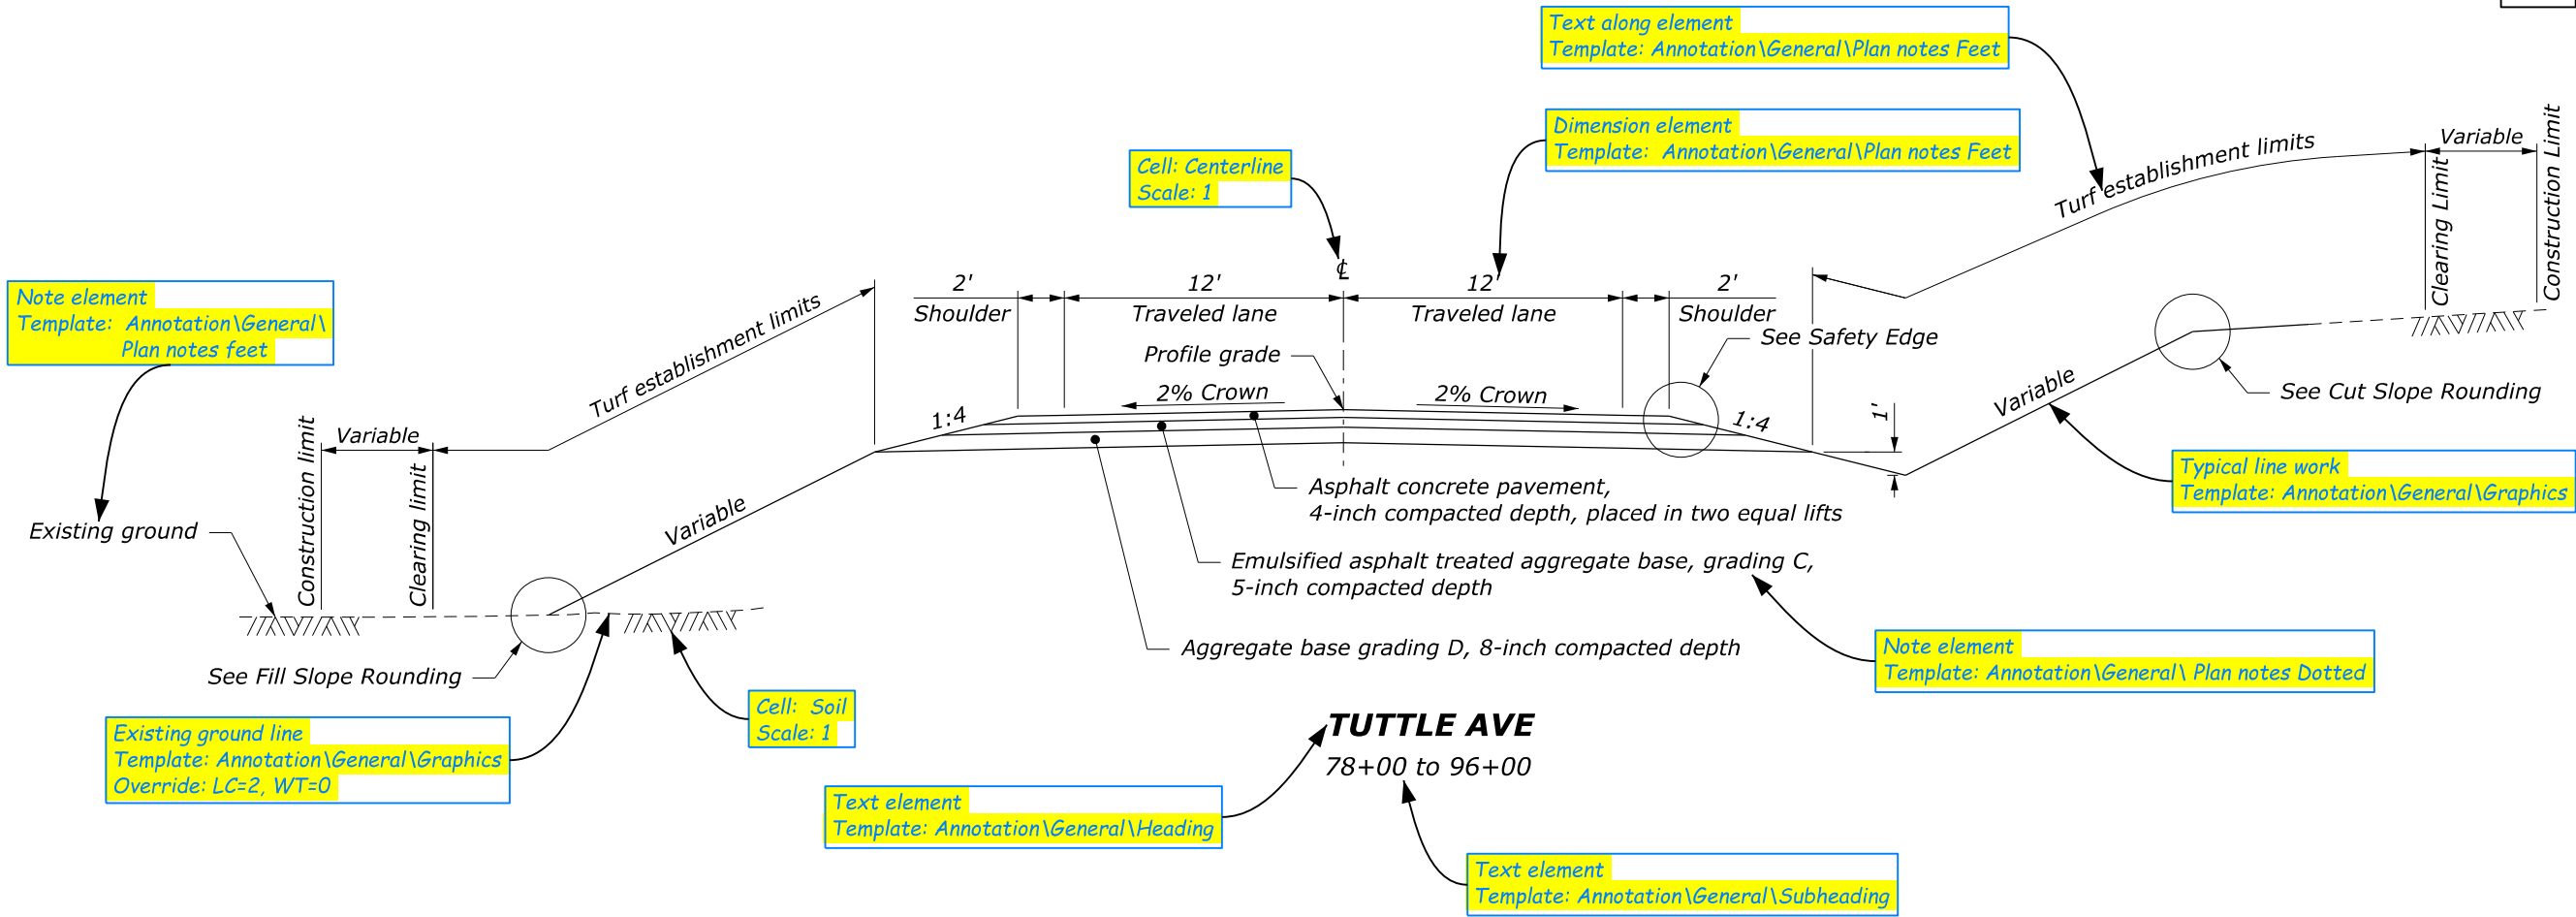 Text along element
Template: Annotation\General\Plan notes Feet
Dimension element
Template:  Annotation\General\Plan notes Feet
Cell: Centerline
Scale: 1
Turf establishment limits
Variable
Clearing Limit
Construction Limit
Note element
Template:  Annotation\General\
Plan notes feet
Turf establishment limits
℄
2'
12'
12'
2'
Shoulder
Traveled lane
Traveled lane
Shoulder
See Safety Edge
Profile grade
2% Crown
2% Crown
1:4
1:4
1'
Variable
See Cut Slope Rounding
Construction limit
Variable
Clearing limit
Variable
Typical line work
Template: Annotation\General\Graphics
Existing ground
Asphalt concrete pavement,
4-inch compacted depth, placed in two equal lifts
Emulsified asphalt treated aggregate base, grading C,
5-inch compacted depth
Aggregate base grading D, 8-inch compacted depth
Note element
Template: Annotation\General\ Plan notes Dotted
See Fill Slope Rounding
Cell:  Soil
Scale: 1
Existing ground line
Template: Annotation\General\Graphics
Override: LC=2, WT=0
TUTTLE AVE
78+00 to 96+00
Text element
Template: Annotation\General\Heading
Text element
Template: Annotation\General\Subheading